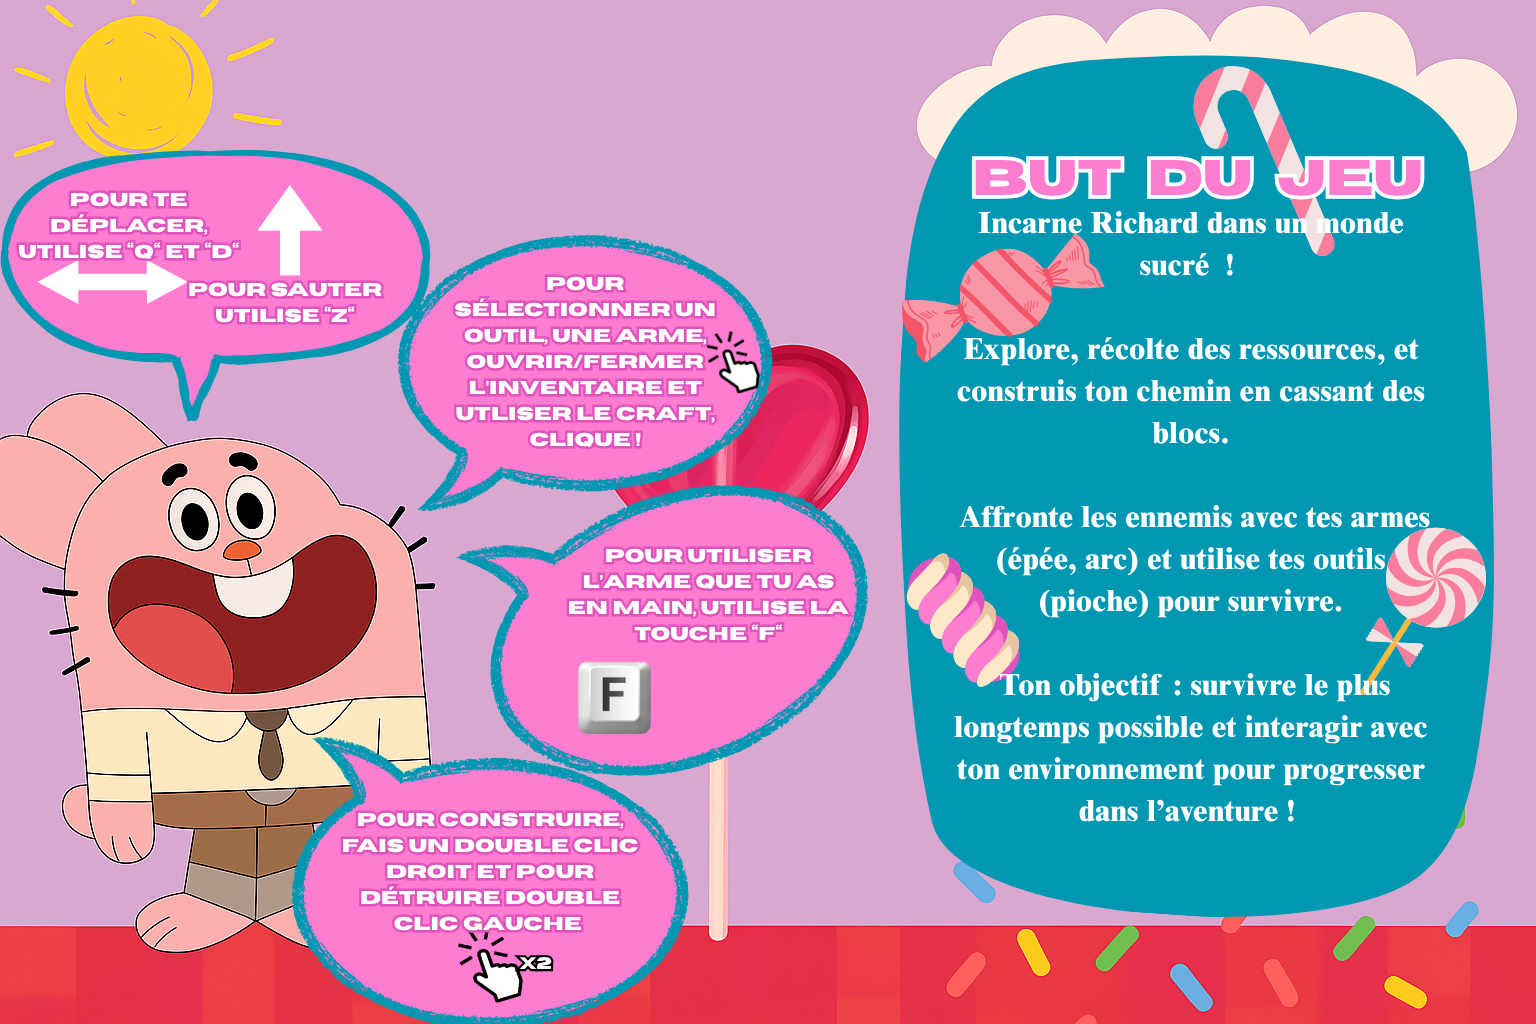 POUR TE
DÉPLACER,
UTILISE "Q" ET "D"
POUR SAUTER
UTILISE "Z"
POUR
SÉLECTIONNER UN
OUTIL, UNE ARME,
OUVRIR/FERMER
L'INVENTAIRE ET
UTLISER LE CRAFT,
CLIQUE !
POUR UTILISER
L'ARME QUE TU AS
EN MAIN, UTILISE LA
TOUCHE "F"
F
POUR CONSTRUIRE,
FAIS UN DOUBLE CLIC
DROIT ET POUR
DÉTRUIRE DOUBLE
CLIC GAUCHE
X2
BUT DU JEU
Incarne Richard dans un monde
sucré !
Explore, récolte des ressources, et
construis ton chemin en cassant des
blocs.
Affronte les ennemis avec tes armes
(épée, arc) et utilise tes outils
(pioche) pour survivre.
Ton objectif : survivre le plus
longtemps possible et interagir avec
ton environnement pour progresser
dans l'aventure !